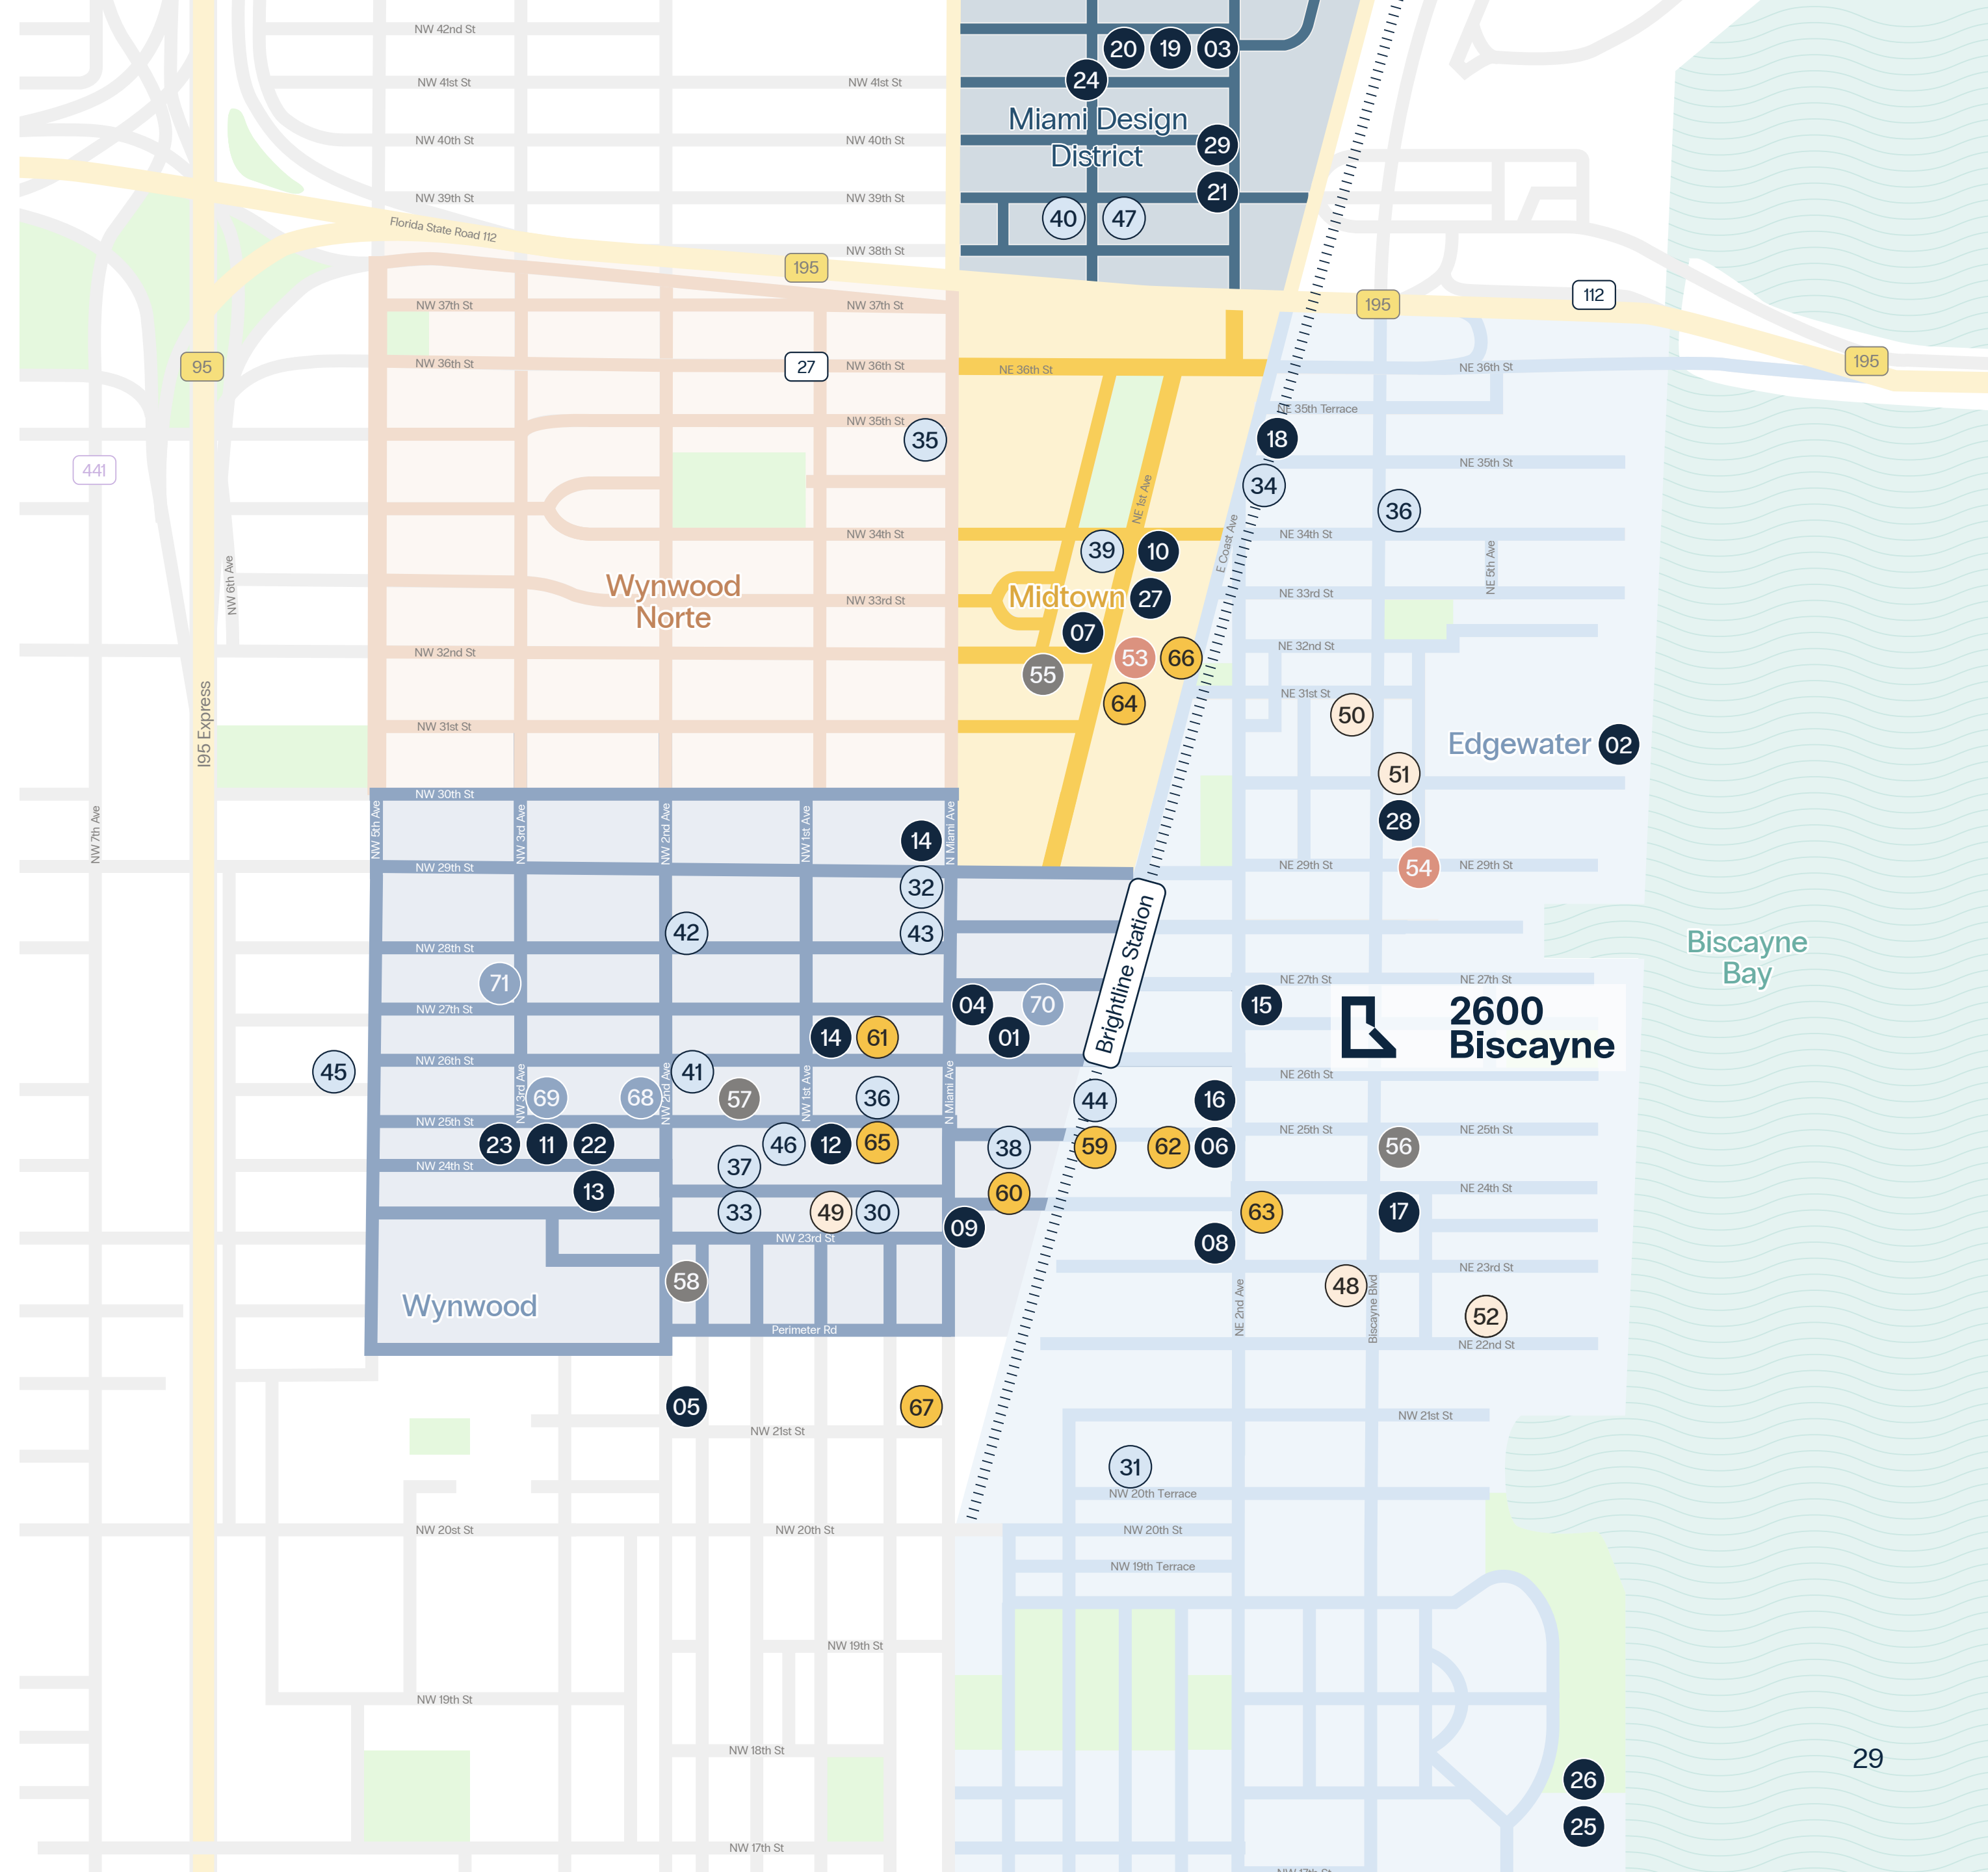 NW 42nd St
20
19
03
NW 41st St
NW 41st St
24
Miami Design
District
NW 40th St
NW 40th St
29
NW 39th St
NW 39th St
21
40
47
Florida State Road 112
NW 38th St
195
112
195
NW 37th St
NW 37th St
95
NW 36th St
27
NW 36th St
NE 36th St
NE 36th St
195
NE 35th Terrace
NW 35th St
35
18
441
NE 35th St
34
NE 1st Ave
36
NW 34th St
NE 34th St
E Coast Ave
39
10
NE 5th Ave
NW 6th Ave
Wynwood
Norte
NW 33rd St
Midtown
27
NE 33rd St
07
NW 32nd St
NE 32nd St
53
66
55
NE 31st St
64
50
I95 Express
NW 31st St
Edgewater
02
51
NW 30th St
28
NW 7th Ave
NW 5th Ave
NW 3rd Ave
NW 2nd Ave
NW 1st Ave
N Miami Ave
14
NW 29th St
NE 29th St
NE 29th St
54
32
42
43
NW 28th St
Brightline Station
Biscayne
Bay
71
NE 27th St
NE 27th St
NW 27th St
04
70
15
2600
Biscayne
14
61
01
NW 26th St
45
41
NE 26th St
NW 3rd Ave
69
68
NW 2nd Ave
57
NW 1st Ave
36
N Miami Ave
44
16
NW 25th St
NE 25th St
NE 25th St
23
11
22
46
12
65
38
59
62
06
56
NW 24th St
37
13
60
NE 24th St
33
49
30
09
63
17
NW 23rd St
08
NE 23rd St
58
48
Wynwood
NE 2nd Ave
Biscayne Blvd
52
Perimeter Rd
NE 22nd St
05
67
NW 21st St
NW 21st St
31
NW 20th Terrace
NW 20st St
NW 20th St
NW 20th St
NW 19th Terrace
NW 19th St
NW 19th St
NW 18th St
29
26
25
NW 17th St
NW 17th St